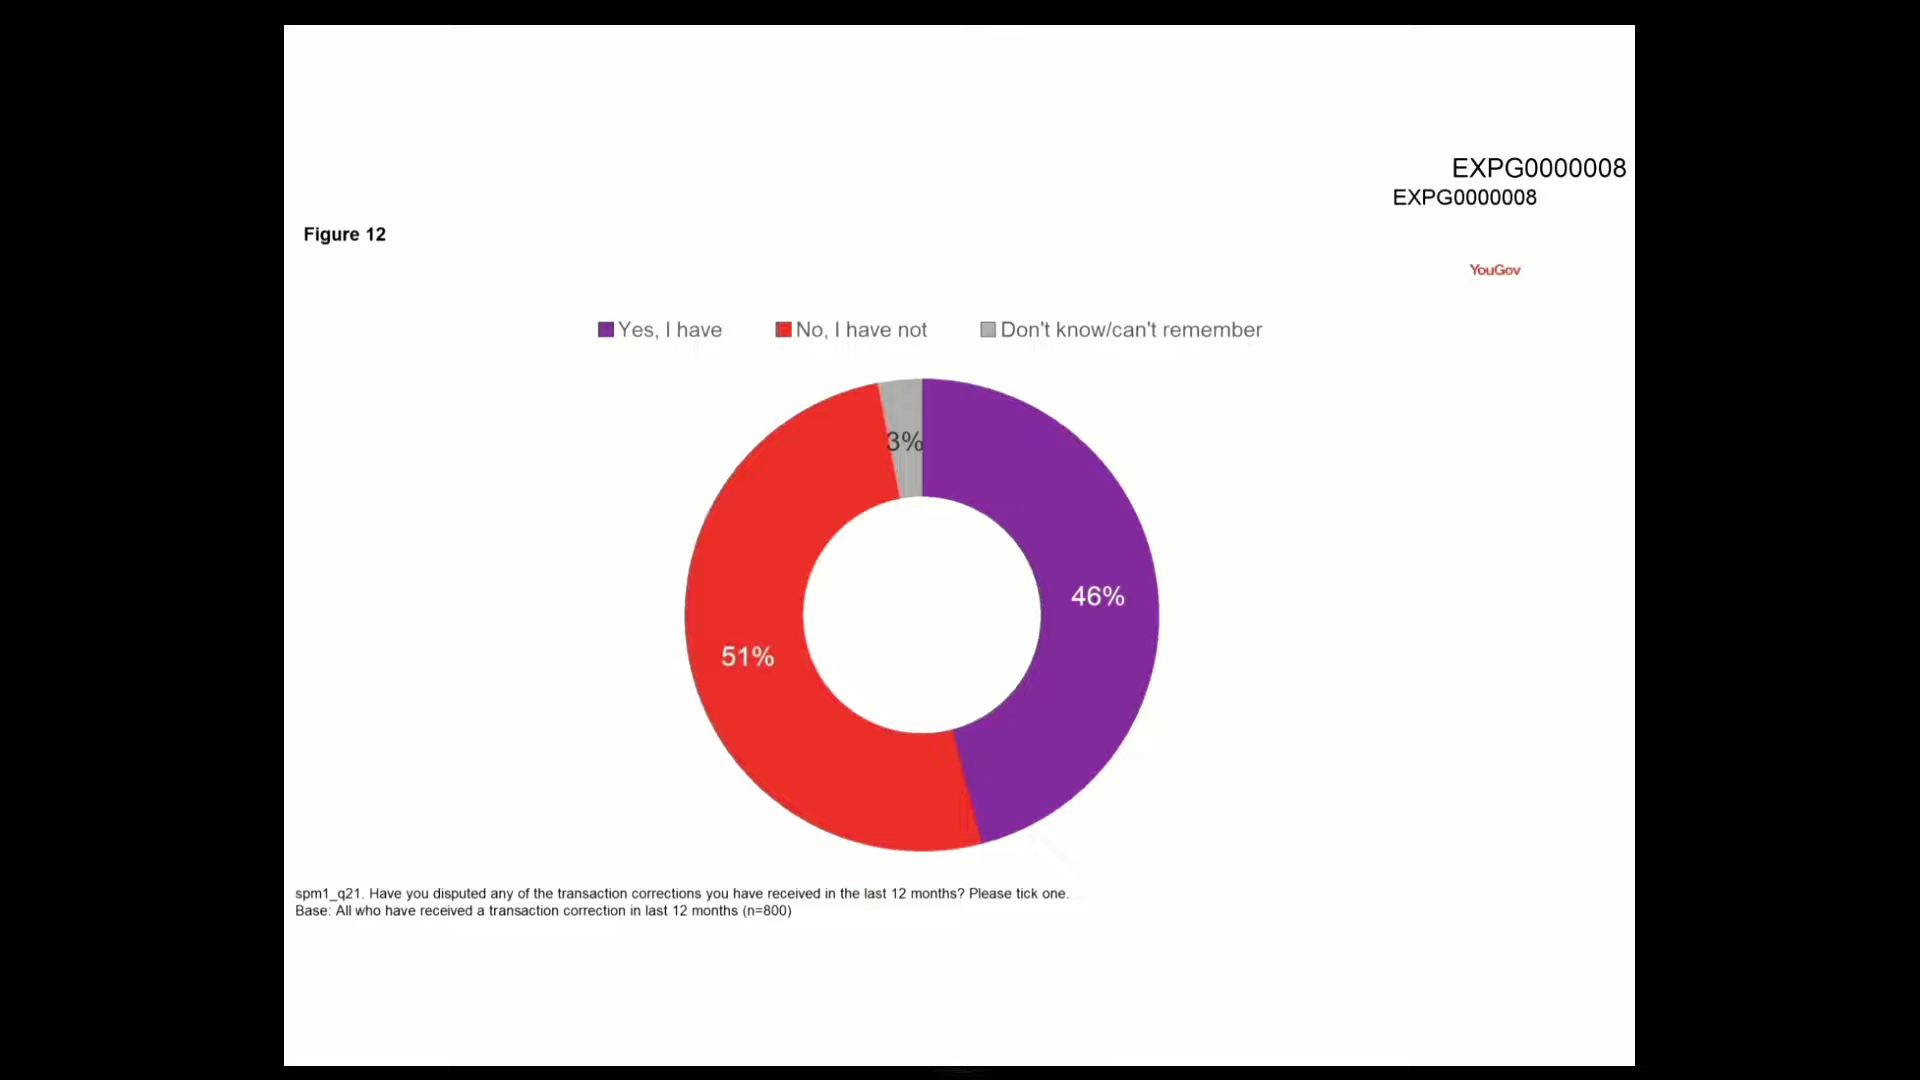 EXPG0000008
EXPG0000008
Figure 12
YouGov
Yes, I have
No, I have not
Don't know/can't remember
3%
46%
51%
spm1_q21. Have you disputed any of the transaction corrections you have received in the last 12 months? Please tick one.
Base: All who have received a transaction correction in last 12 months (n=800)